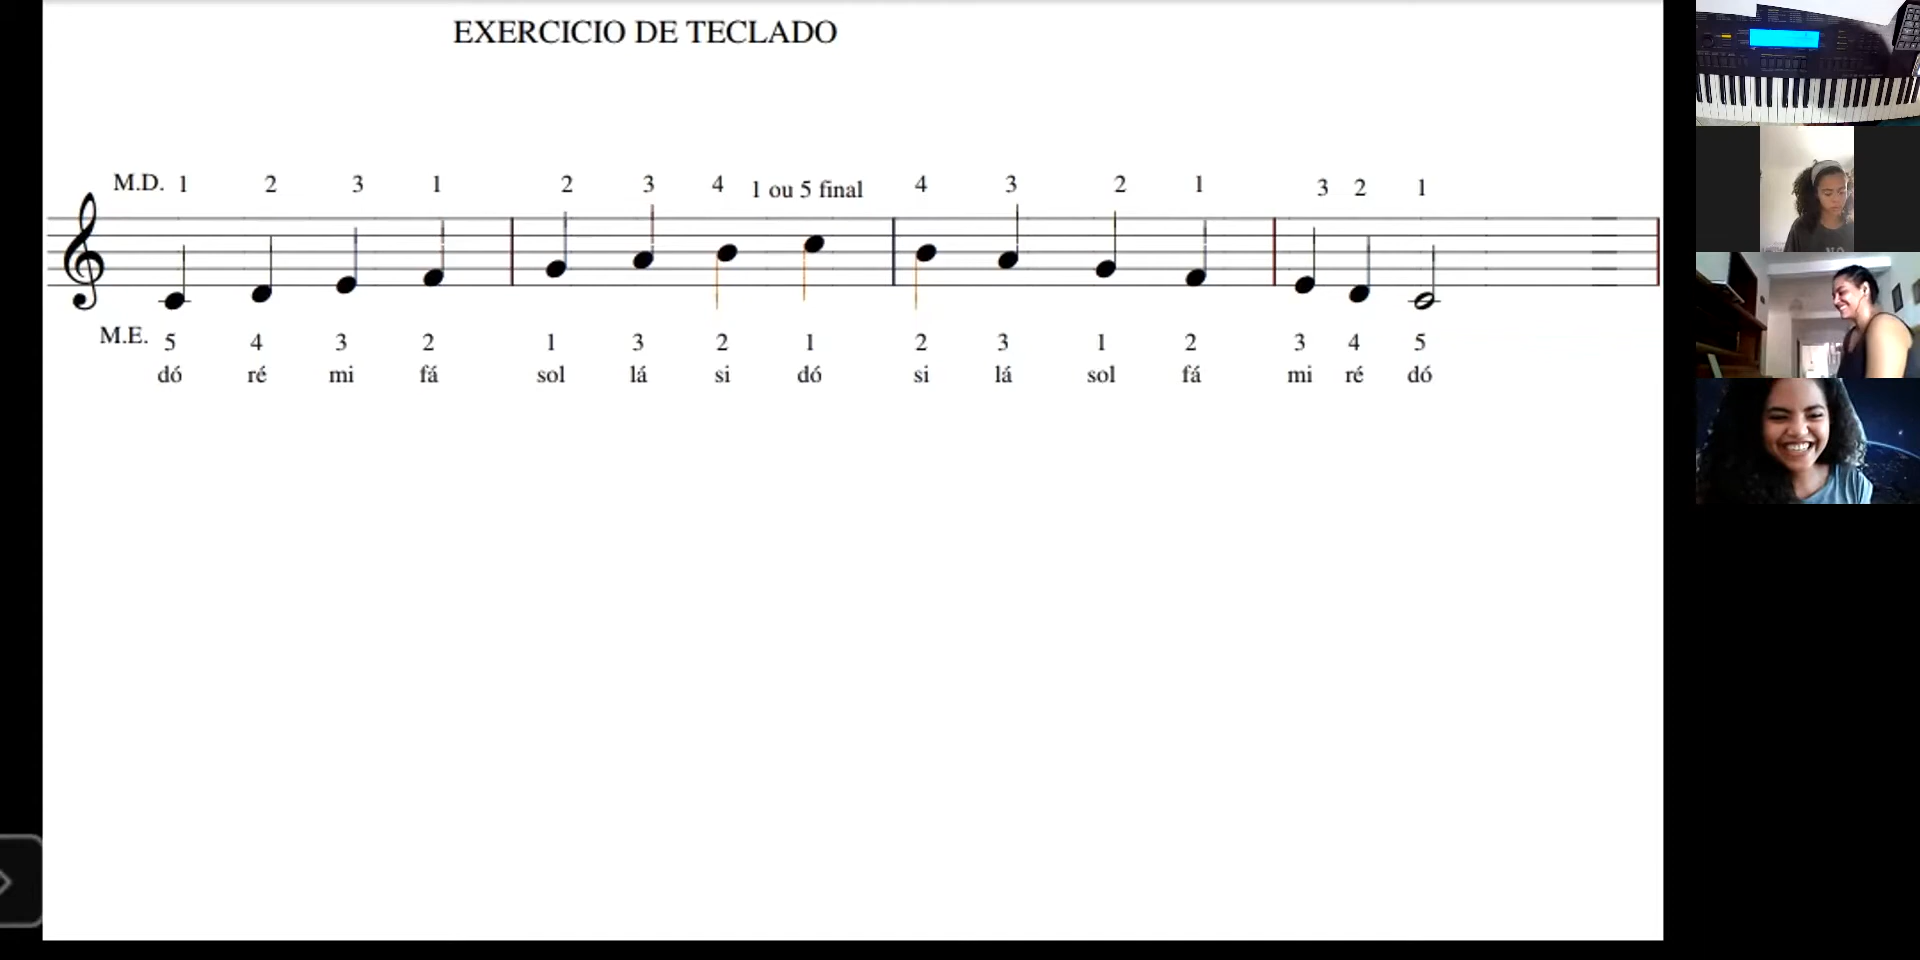 EXERCICIO DE TECLADO
M.D. 1 2 3 1 2 3 4 1 ou 5 final 4 3 2 1 3 2 1
M.E. 5 4 3 2 1 3 2 1 2 3 1 2 3 4 5
dó ré mi fá sol lá si dó si lá sol fá mi ré dó